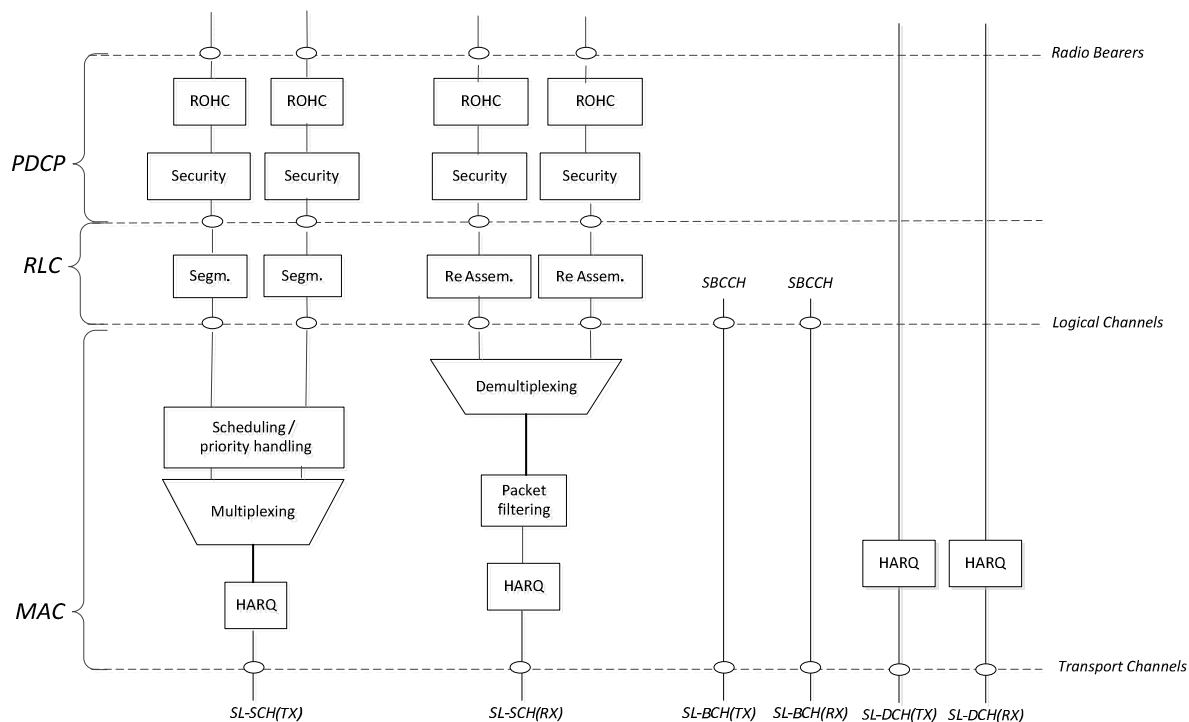 Radio Bearers
ROHC ROHC ROHC ROHC
PDCP
Security Security Security Security
RLC
Segm. Segm. Re Assem. Re Assem.
SBCCH SBCCH
Logical Channels
Demultiplexing
Scheduling /
priority handling
Packet
filtering
Multiplexing
HARQ HARQ
HARQ
HARQ
MAC
Transport Channels
SL-SCH(TX) SL-SCH(RX) SL-BCH(TX) SL-BCH(RX) SL-DCH(TX) SL-DCH(RX)